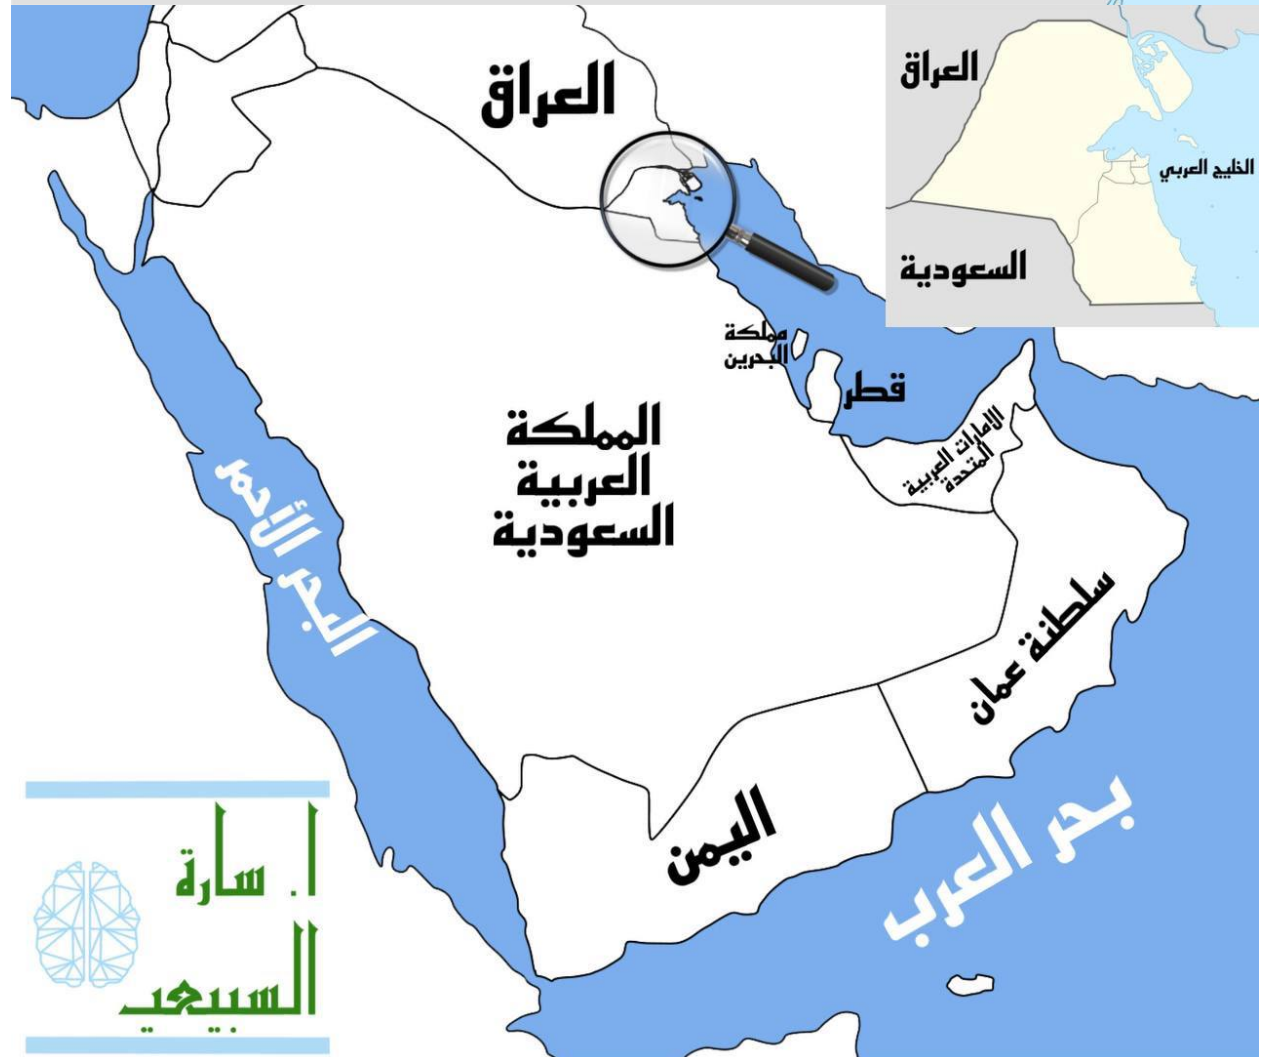 العراق
العراق
الخليج العربي
السعودية
مملكة
البحرين
قطر
الامارات العربية
المتحدة
المملكة
العربية
السعودية
البحر الأحمر
سلطنة عمان
اليمن
بحر العرب
ا. سارة
السبيعي